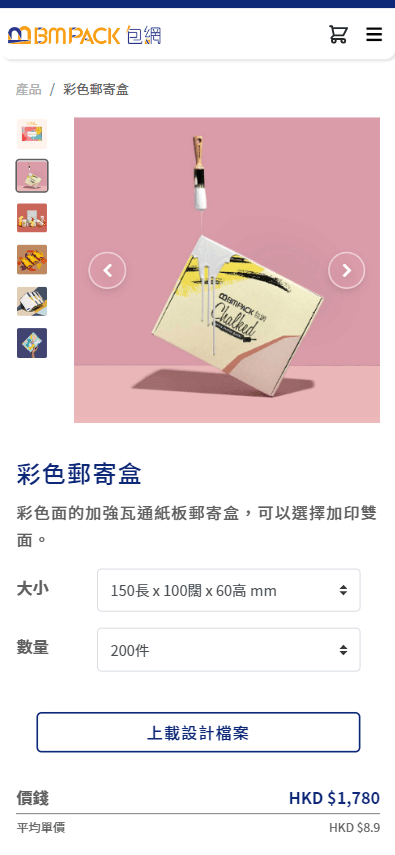 BMPACK 包網
產品 / 彩色郵寄盒
BMPACK 包網
Chalked
彩色郵寄盒
彩色面的加強瓦通紙板郵寄盒，可以選擇加印雙
面。
大小
150長 x 100闊 x 60高 mm
數量
200件
上載設計檔案
價錢 HKD $1,780
平均單價 HKD $8.9